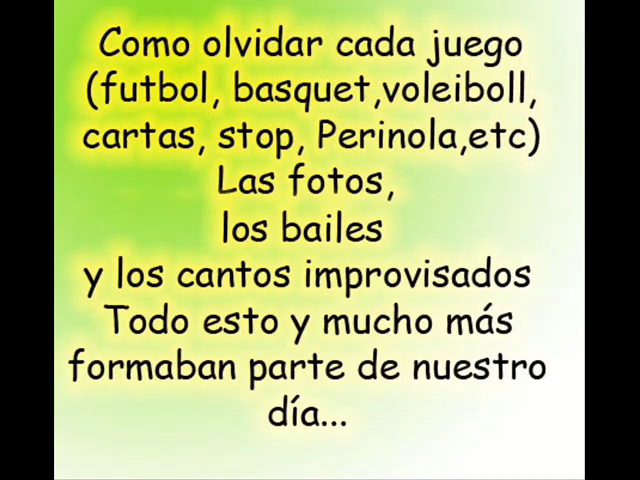 Como olvidar cada juego
(futbol, basquet,voleiboll,
cartas, stop, Perinola,etc)
Las fotos,
los bailes
y los cantos improvisados
Todo esto y mucho más
formaban parte de nuestro
día...